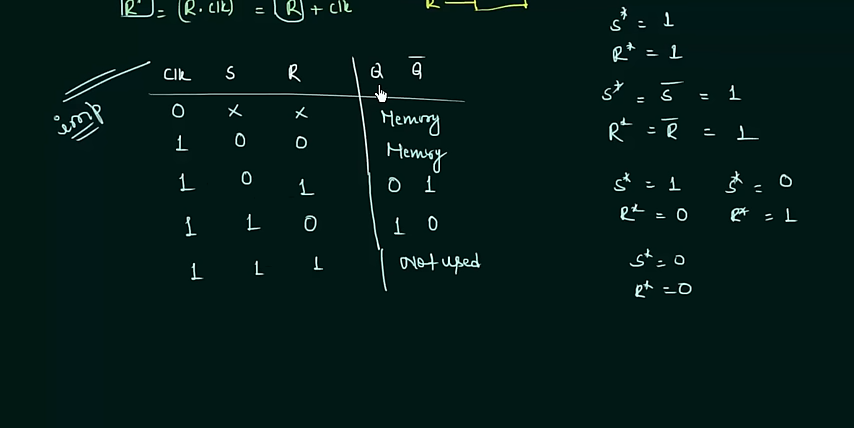 R* = (R · clk) = R̅ + clk
R
Clk S R Q Q̅
0 x x Memory
imp
1 0 0 Memory
1 0 1 0 1
1 1 0 1 0
1 1 1 Not used
S* = 1
R* = 1
S* = S̅ = 1
R* = R̅ = 1
S* = 1 S* = 0
R* = 0 R* = 1
S* = 0
R* = 0